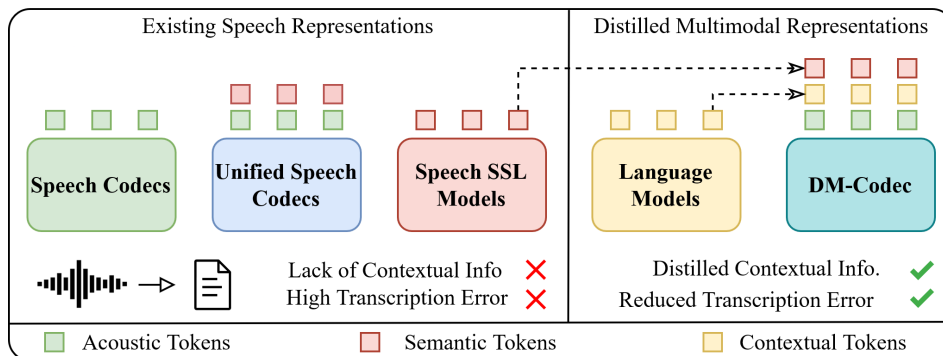 Existing Speech Representations
Distilled Multimodal Representations
Speech Codecs
Unified Speech
Codecs
Speech SSL
Models
Language
Models
DM-Codec
Lack of Contextual Info
High Transcription Error
Distilled Contextual Info.
Reduced Transcription Error
Acoustic Tokens
Semantic Tokens
Contextual Tokens